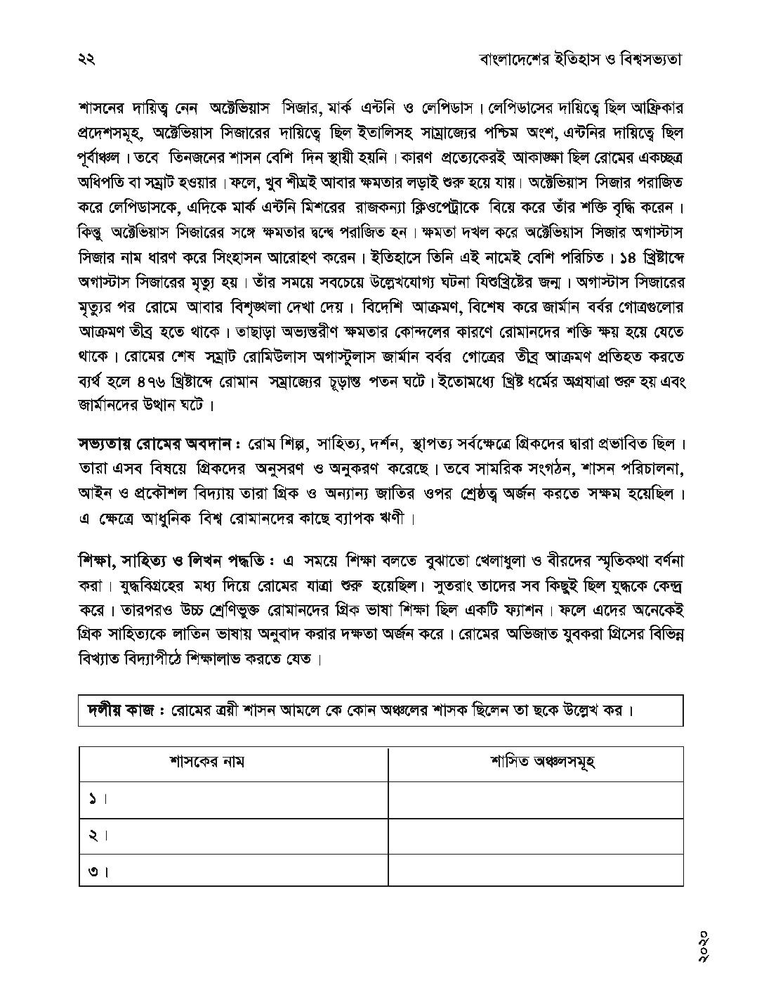 ২২ বাংলাদেশের ইতিহাস ও বিশ্বসভ্যতা
শাসনের দায়িত্ব নেন অক্টেভিয়াস সিজার, মার্ক এন্টনি ও লেপিডাস। লেপিডাসের দায়িত্বে ছিল আফ্রিকার
প্রদেশসমূহ, অক্টেভিয়াস সিজারের দায়িত্বে ছিল ইতালিসহ সাম্রাজ্যের পশ্চিম অংশ, এন্টনির দায়িত্বে ছিল
পূর্বাঞ্চল। তবে তিনজনের শাসন বেশি দিন স্থায়ী হয়নি। কারণ প্রত্যেকেরই আকাঙ্ক্ষা ছিল রোমের একচ্ছত্র
অধিপতি বা সম্রাট হওয়ার। ফলে, খুব শীঘ্রই আবার ক্ষমতার লড়াই শুরু হয়ে যায়। অক্টেভিয়াস সিজার পরাজিত
করে লেপিডাসকে, এদিকে মার্ক এন্টনি মিশরের রাজকন্যা ক্লিওপেট্রাকে বিয়ে করে তাঁর শক্তি বৃদ্ধি করেন।
কিন্তু অক্টেভিয়াস সিজারের সঙ্গে ক্ষমতার দ্বন্দ্বে পরাজিত হন। ক্ষমতা দখল করে অক্টেভিয়াস সিজার অগাস্টাস
সিজার নাম ধারণ করে সিংহাসন আরোহণ করেন। ইতিহাসে তিনি এই নামেই বেশি পরিচিত। ১৪ খ্রিষ্টাব্দে
অগাস্টাস সিজারের মৃত্যু হয়। তাঁর সময়ে সবচেয়ে উল্লেখযোগ্য ঘটনা যিশুখ্রিষ্টের জন্ম। অগাস্টাস সিজারের
মৃত্যুর পর রোমে আবার বিশৃঙ্খলা দেখা দেয়। বিদেশি আক্রমণ, বিশেষ করে জার্মান বর্বর গোত্রগুলোর
আক্রমণ তীব্র হতে থাকে। তাছাড়া অভ্যন্তরীণ ক্ষমতার কোন্দলের কারণে রোমানদের শক্তি ক্ষয় হয়ে যেতে
থাকে। রোমের শেষ সম্রাট রোমিউলাস অগাস্টুলাস জার্মান বর্বর গোত্রের তীব্র আক্রমণ প্রতিহত করতে
ব্যর্থ হলে ৪৭৬ খ্রিষ্টাব্দে রোমান সম্রাজ্যের চূড়ান্ত পতন ঘটে। ইতোমধ্যে খ্রিষ্ট ধর্মের অগ্রযাত্রা শুরু হয় এবং
জার্মানদের উত্থান ঘটে।
সভ্যতায় রোমের অবদান : রোম শিল্প, সাহিত্য, দর্শন, স্থাপত্য সর্বক্ষেত্রে গ্রিকদের দ্বারা প্রভাবিত ছিল।
তারা এসব বিষয়ে গ্রিকদের অনুসরণ ও অনুকরণ করেছে। তবে সামরিক সংগঠন, শাসন পরিচালনা,
আইন ও প্রকৌশল বিদ্যায় তারা গ্রিক ও অন্যান্য জাতির ওপর শ্রেষ্ঠত্ব অর্জন করতে সক্ষম হয়েছিল।
এ ক্ষেত্রে আধুনিক বিশ্ব রোমানদের কাছে ব্যাপক ঋণী।
শিক্ষা, সাহিত্য ও লিখন পদ্ধতি : এ সময়ে শিক্ষা বলতে বুঝাতো খেলাধুলা ও বীরদের স্মৃতিকথা বর্ণনা
করা। যুদ্ধবিগ্রহের মধ্য দিয়ে রোমের যাত্রা শুরু হয়েছিল। সুতরাং তাদের সব কিছুই ছিল যুদ্ধকে কেন্দ্র
করে। তারপরও উচ্চ শ্রেণিভুক্ত রোমানদের গ্রিক ভাষা শিক্ষা ছিল একটি ফ্যাশন। ফলে এদের অনেকেই
গ্রিক সাহিত্যকে লাতিন ভাষায় অনুবাদ করার দক্ষতা অর্জন করে। রোমের অভিজাত যুবকরা গ্রিসের বিভিন্ন
বিখ্যাত বিদ্যাপীঠে শিক্ষালাভ করতে যেত।
দলীয় কাজ : রোমের ত্রয়ী শাসন আমলে কে কোন অঞ্চলের শাসক ছিলেন তা ছকে উল্লেখ কর।
শাসকের নাম শাসিত অঞ্চলসমূহ
১।
২।
৩।
২০২০